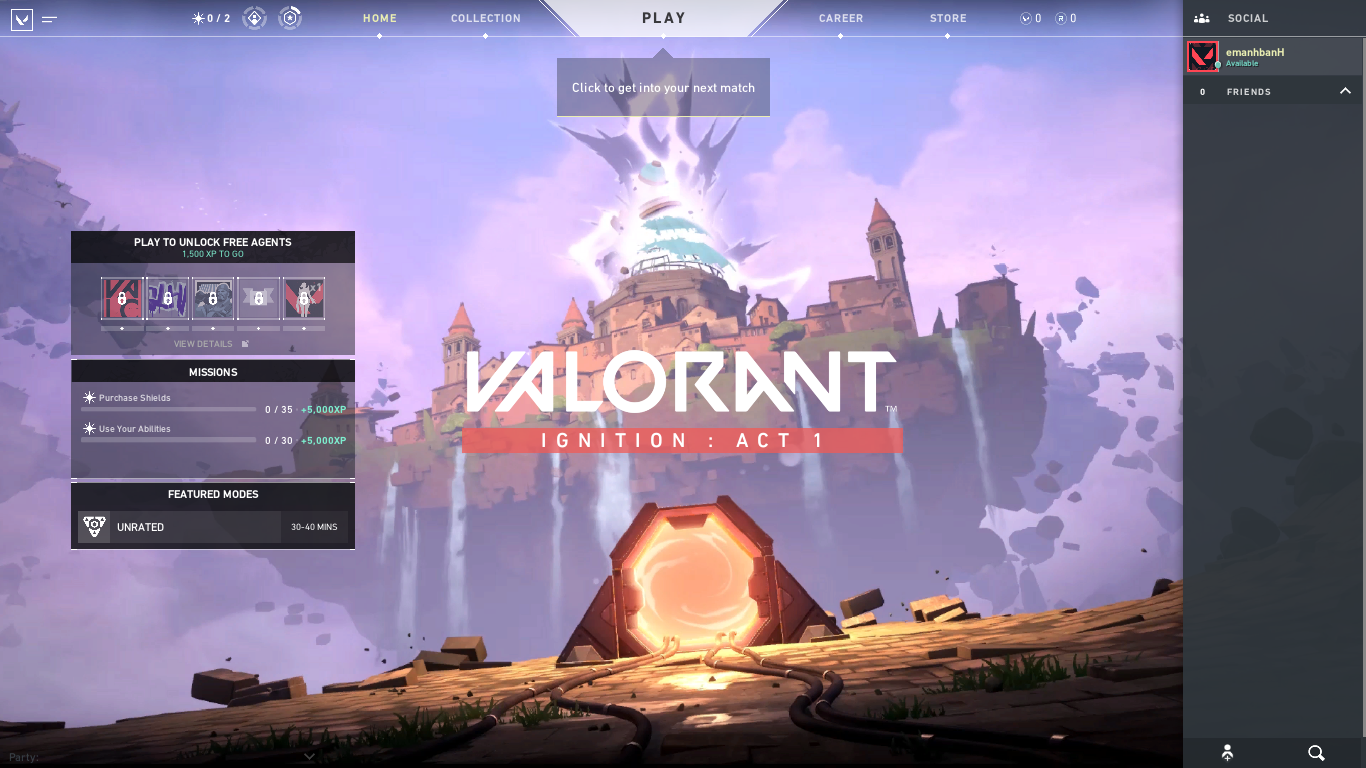 0 / 2
HOME
COLLECTION
PLAY
CAREER
STORE
0
0
SOCIAL
Click to get into your next match
emanhbanH
Available
0 FRIENDS
PLAY TO UNLOCK FREE AGENTS
1,500 XP TO GO
VIEW DETAILS
MISSIONS
Purchase Shields
0 / 35 +5,000XP
Use Your Abilities
0 / 30 +5,000XP
FEATURED MODES
UNRATED 30-40 MINS
VALORANT TM
IGNITION : ACT 1
Party: